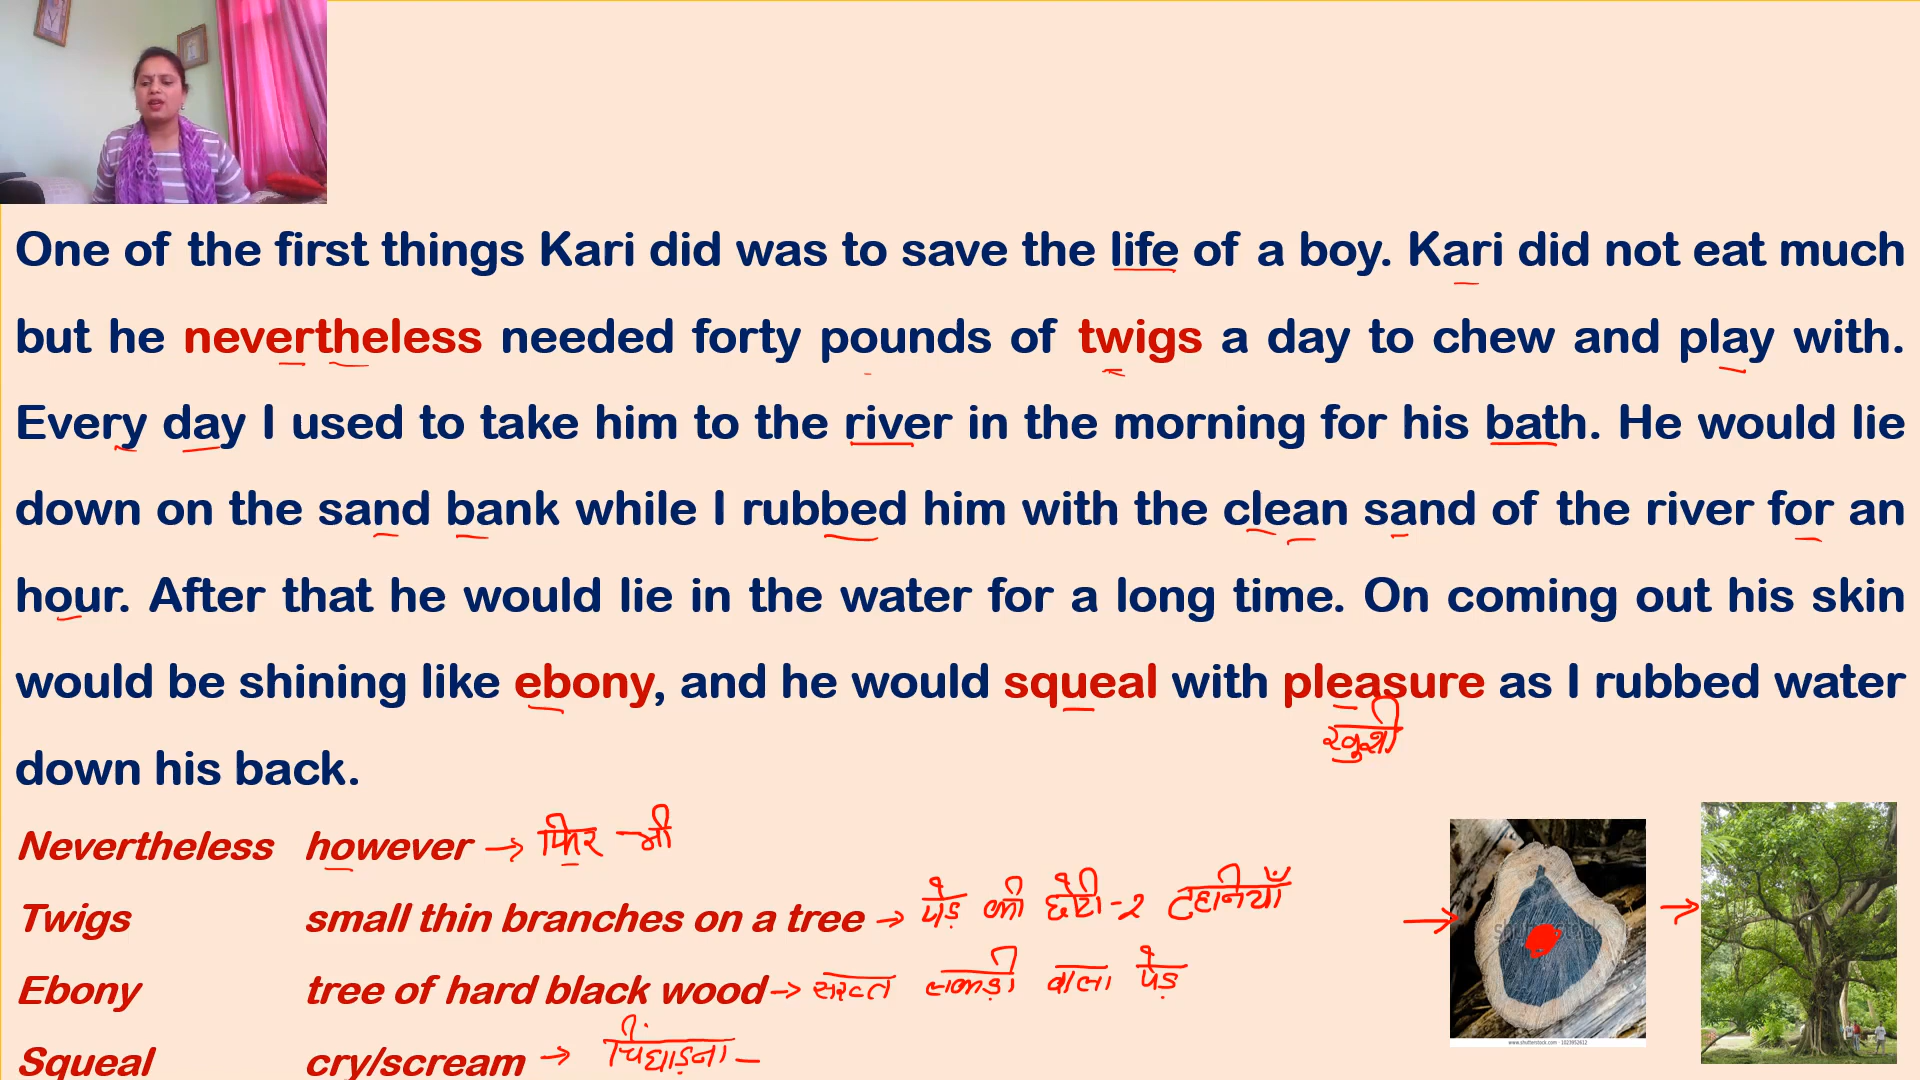 One of the first things Kari did was to save the life of a boy. Kari did not eat much
but he nevertheless needed forty pounds of twigs a day to chew and play with.
Every day I used to take him to the river in the morning for his bath. He would lie
down on the sand bank while I rubbed him with the clean sand of the river for an
hour. After that he would lie in the water for a long time. On coming out his skin
would be shining like ebony, and he would squeal with pleasure as I rubbed water
खुशी
down his back.
Nevertheless however → फिर भी
Twigs small thin branches on a tree → पेड़ की छोटी-२ टहनियाँ
Ebony tree of hard black wood → सख्त लकड़ी वाला पेड़
Squeal cry/scream → चिंघाड़ना
www.shutterstock.com · 1023952612